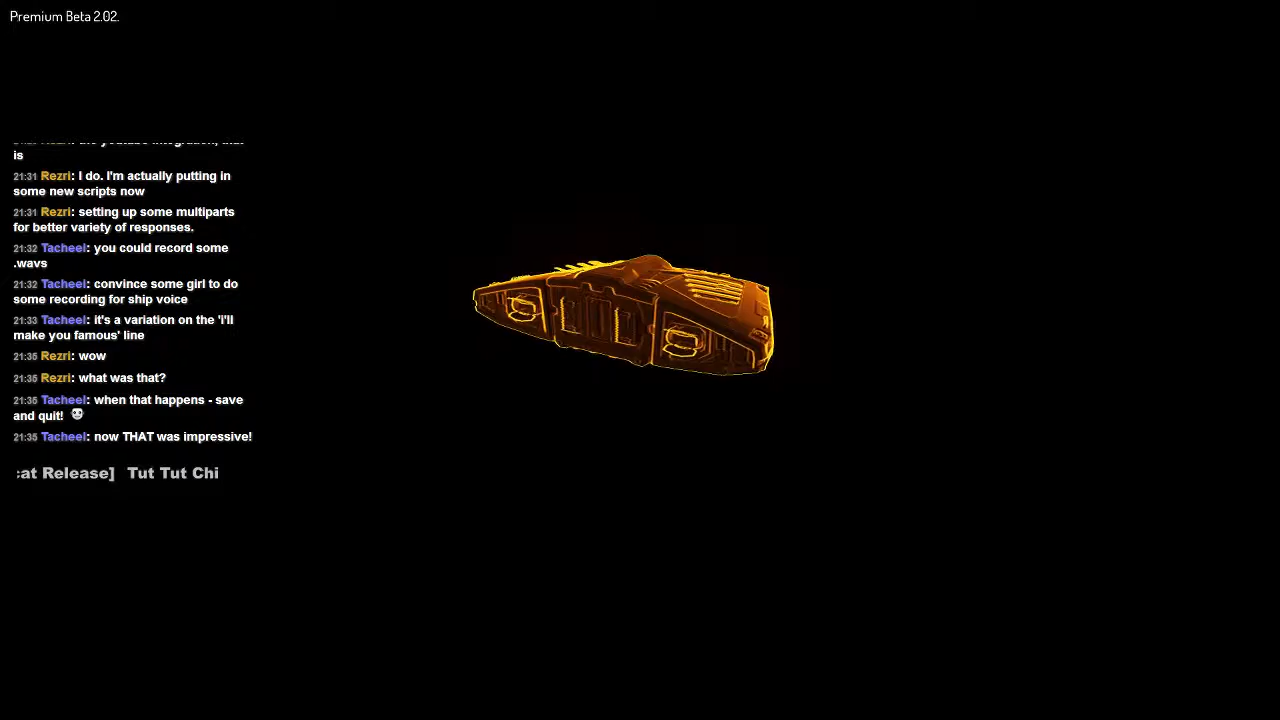 Premium Beta 2.02.
is
21:31 Rezri: I do. I'm actually putting in
some new scripts now
21:31 Rezri: setting up some multiparts
for better variety of responses.
21:32 Tacheel: you could record some
.wavs
21:32 Tacheel: convince some girl to do
some recording for ship voice
21:33 Tacheel: it's a variation on the 'i'll
make you famous' line
21:35 Rezri: wow
21:35 Rezri: what was that?
21:35 Tacheel: when that happens - save
and quit!
21:35 Tacheel: now THAT was impressive!
at Release] Tut Tut Chi